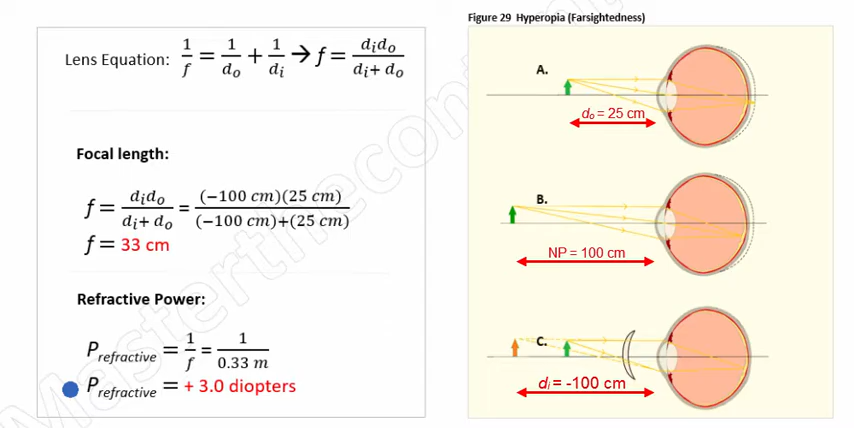 Lens Equation: 1/f = 1/d_o + 1/d_i → f = d_i d_o / d_i + d_o
Focal length:
f = d_i d_o / d_i + d_o = (−100 cm)(25 cm) / (−100 cm)+(25 cm)
f = 33 cm
Refractive Power:
P_refractive = 1/f = 1/0.33 m
P_refractive = + 3.0 diopters
Figure 29 Hyperopia (Farsightedness)
A.
d_o = 25 cm
B.
NP = 100 cm
C.
d_i = -100 cm